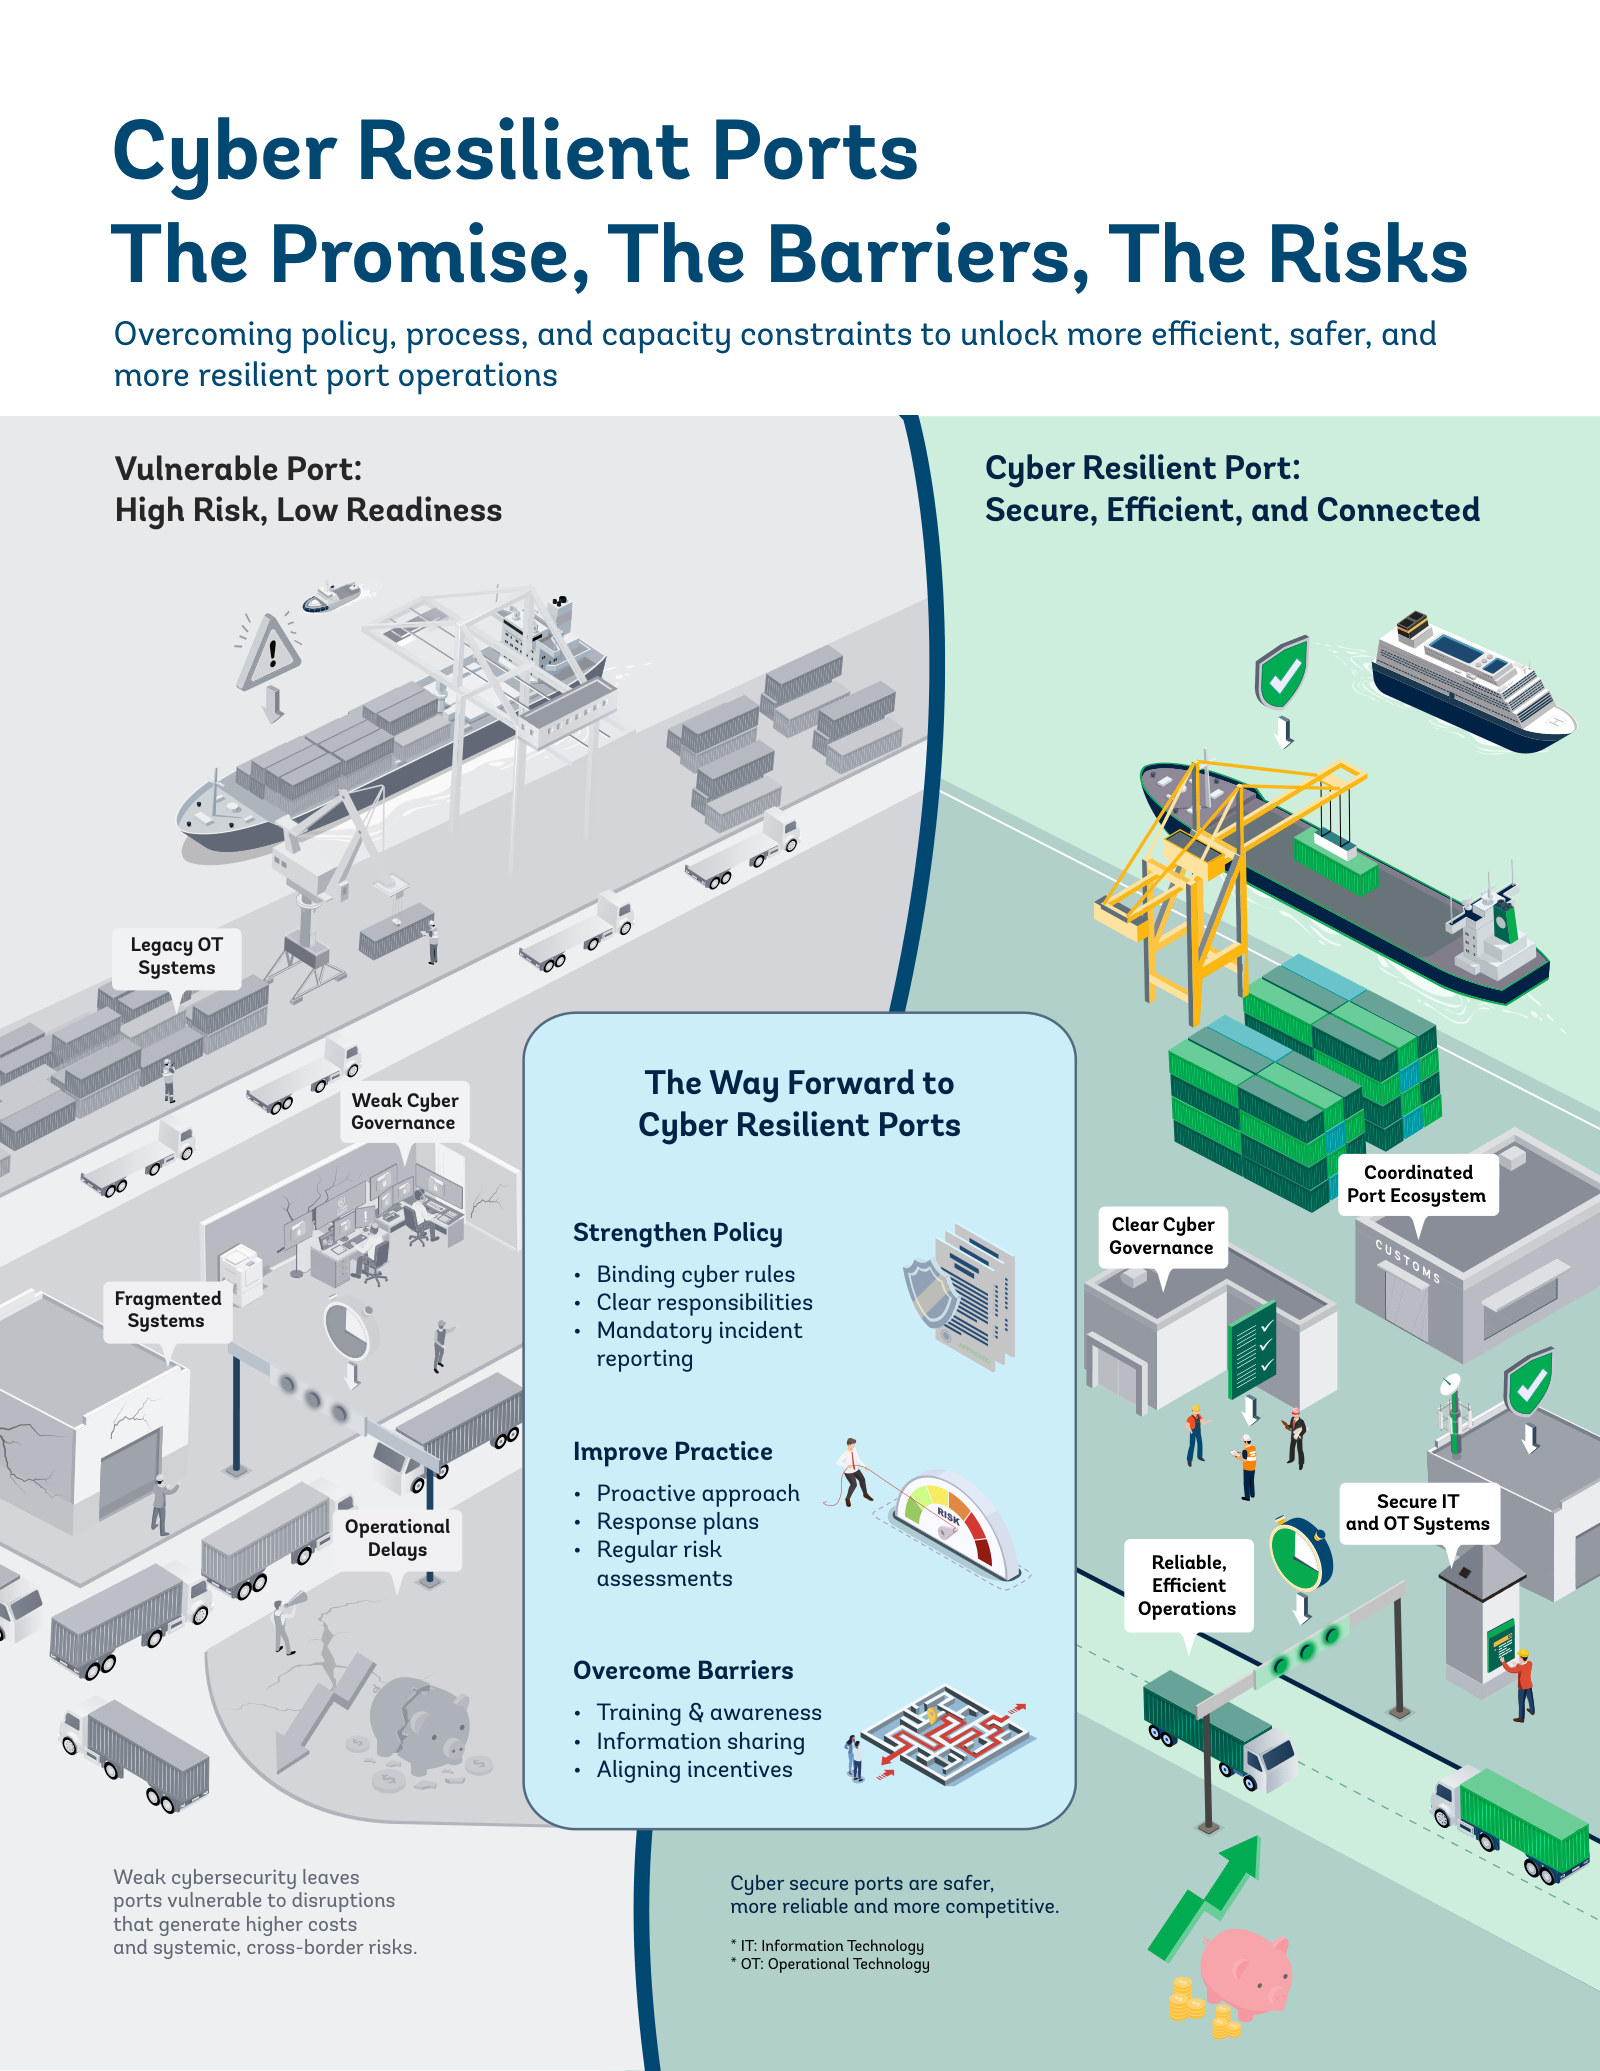 Cyber Resilient Ports
The Promise, The Barriers, The Risks
Overcoming policy, process, and capacity constraints to unlock more efficient, safer, and
more resilient port operations
Vulnerable Port:
High Risk, Low Readiness
Legacy OT
Systems
Weak Cyber
Governance
Fragmented
Systems
Operational
Delays
Weak cybersecurity leaves
ports vulnerable to disruptions
that generate higher costs
and systemic, cross-border risks.
The Way Forward to
Cyber Resilient Ports
Strengthen Policy
• Binding cyber rules
• Clear responsibilities
• Mandatory incident
reporting
Improve Practice
• Proactive approach
• Response plans
• Regular risk
assessments
RISK
Overcome Barriers
• Training & awareness
• Information sharing
• Aligning incentives
Cyber Resilient Port:
Secure, Efficient, and Connected
Coordinated
Port Ecosystem
CUSTOMS
Clear Cyber
Governance
Secure IT
and OT Systems
Reliable,
Efficient
Operations
Cyber secure ports are safer,
more reliable and more competitive.
* IT: Information Technology
* OT: Operational Technology